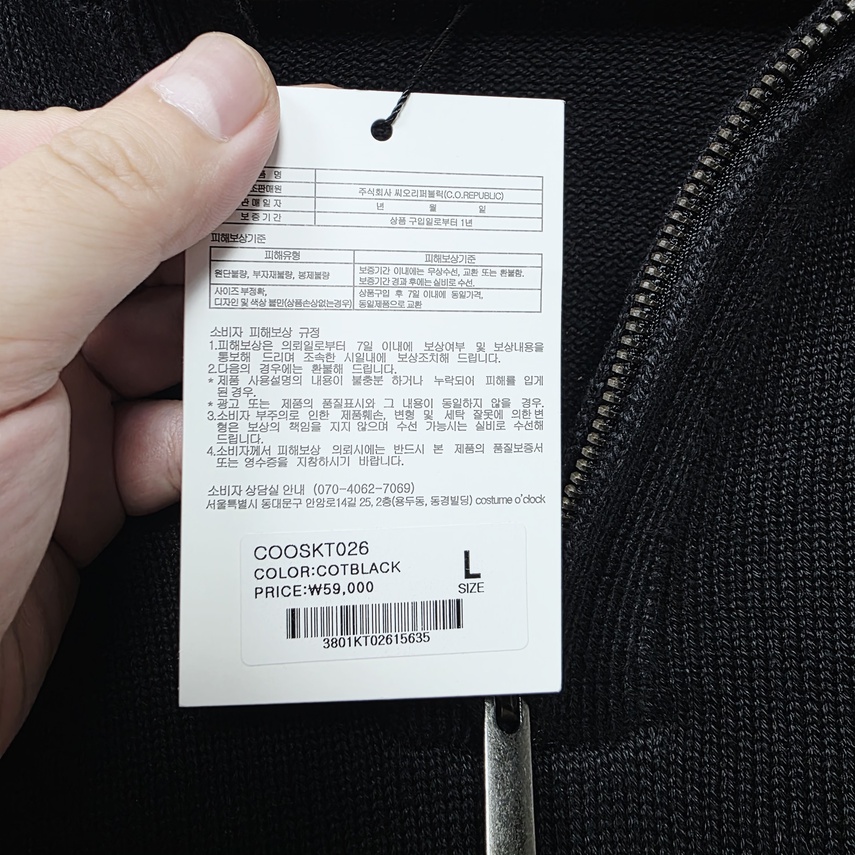 명
판매원 주식회사 씨오리퍼블릭(C.O.REPUBLIC)
판매일자 년 월 일
보증기간 상품 구입일로부터 1년
피해보상기준
피해유형 피해보상기준
원단불량, 부자재불량, 봉제불량 보증기간 이내에는 무상수선, 교환 또는 환불함.
보증기간 경과 후에는 실비로 수선.
사이즈 부정확, 상품구입 후 7일 이내에 동일가격,
디자인 및 색상 불만(상품손상없는경우) 동일제품으로 교환
소비자 피해보상 규정
1.피해보상은 의뢰일로부터 7일 이내에 보상여부 및 보상내용을
통보해 드리며 조속한 시일내에 보상조치해 드립니다.
2.다음의 경우에는 환불해 드립니다.
* 제품 사용설명의 내용이 불충분 하거나 누락되어 피해를 입게
된 경우.
* 광고 또는 제품의 품질표시와 그 내용이 동일하지 않을 경우.
3.소비자 부주의로 인한 제품훼손, 변형 및 세탁 잘못에 의한 변
형은 보상의 책임을 지지 않으며 수선 가능시는 실비로 수선해
드립니다.
4.소비자께서 피해보상 의뢰시에는 반드시 본 제품의 품질보증서
또는 영수증을 지참하시기 바랍니다.
소비자 상담실 안내 (070-4062-7069)
서울특별시 동대문구 안암로14길 25, 2층(용두동, 동경빌딩) costume o'clock
COOSKT026
COLOR:COTBLACK
PRICE:₩59,000
L
SIZE
3801KT02615635